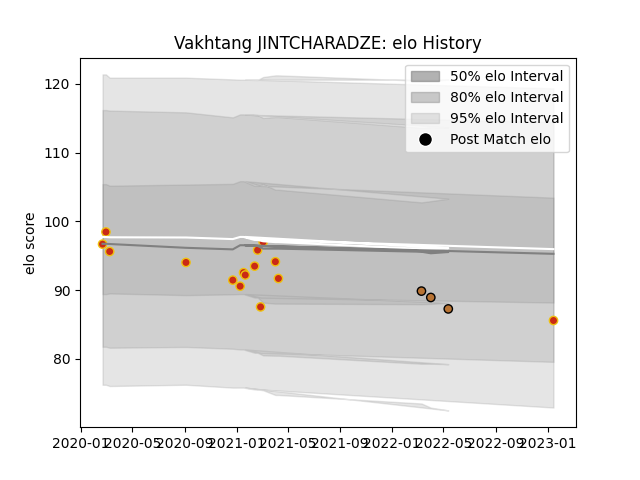 Vakhtang JINTCHARADZE: elo History
50% elo Interval
80% elo Interval
95% elo Interval
Post Match elo
elo score
120
110
100
90
80
2020-01 2020-05 2020-09 2021-01 2021-05 2021-09 2022-01 2022-05 2022-09 2023-01